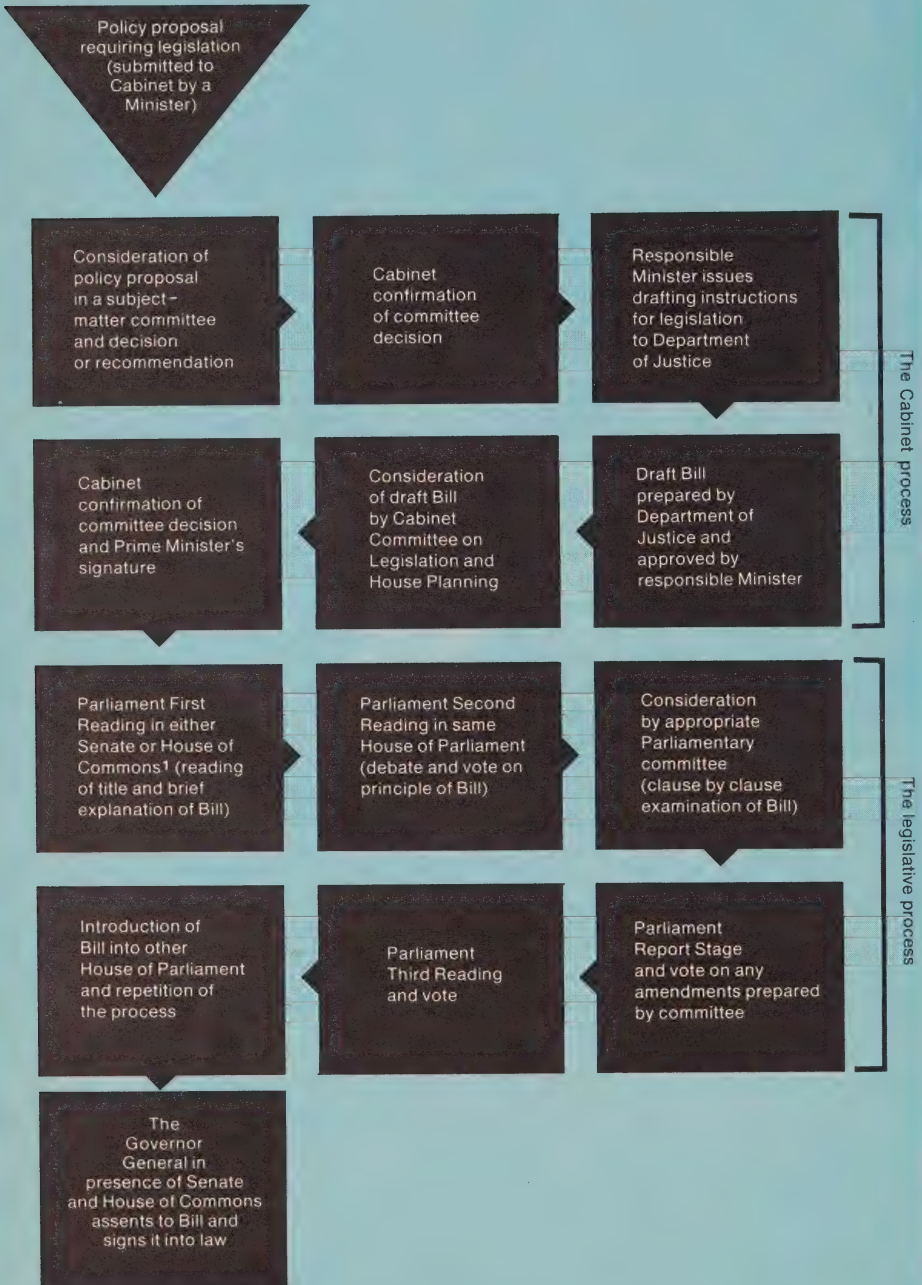 Policy proposal
requiring legislation
(submitted to
Cabinet by a
Minister)
Consideration of
policy proposal
in a subject-
matter committee
and decision
or recommendation
Cabinet
confirmation
of committee
decision
Responsible
Minister issues
drafting instructions
for legislation
to Department
of Justice
The Cabinet process
Draft Bill
prepared by
Department of
Justice and
approved by
responsible Minister
Consideration
of draft Bill
by Cabinet
Committee on
Legislation and
House Planning
Cabinet
confirmation of
committee decision
and Prime Minister's
signature
Parliament First
Reading in either
Senate or House of
Commons¹ (reading
of title and brief
explanation of Bill)
Parliament Second
Reading in same
House of Parliament
(debate and vote on
principle of Bill)
Consideration
by appropriate
Parliamentary
committee
(clause by clause
examination of Bill)
The legislative process
Parliament
Report Stage
and vote on any
amendments prepared
by committee
Parliament
Third Reading
and vote
Introduction of
Bill into other
House of Parliament
and repetition of
the process
The
Governor
General in
presence of Senate
and House of Commons
assents to Bill and
signs it into law